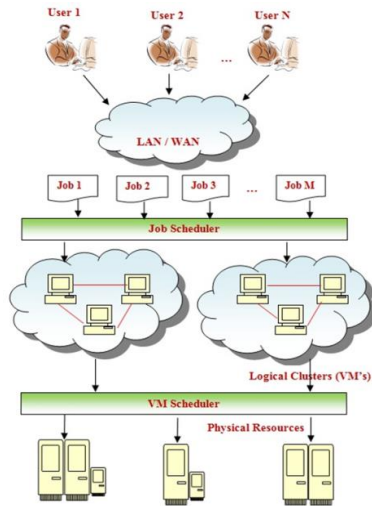 User 1
User 2
User N
...
LAN / WAN
Job 1
Job 2
Job 3
...
Job M
Job Scheduler
Logical Clusters (VM's)
VM Scheduler
Physical Resources